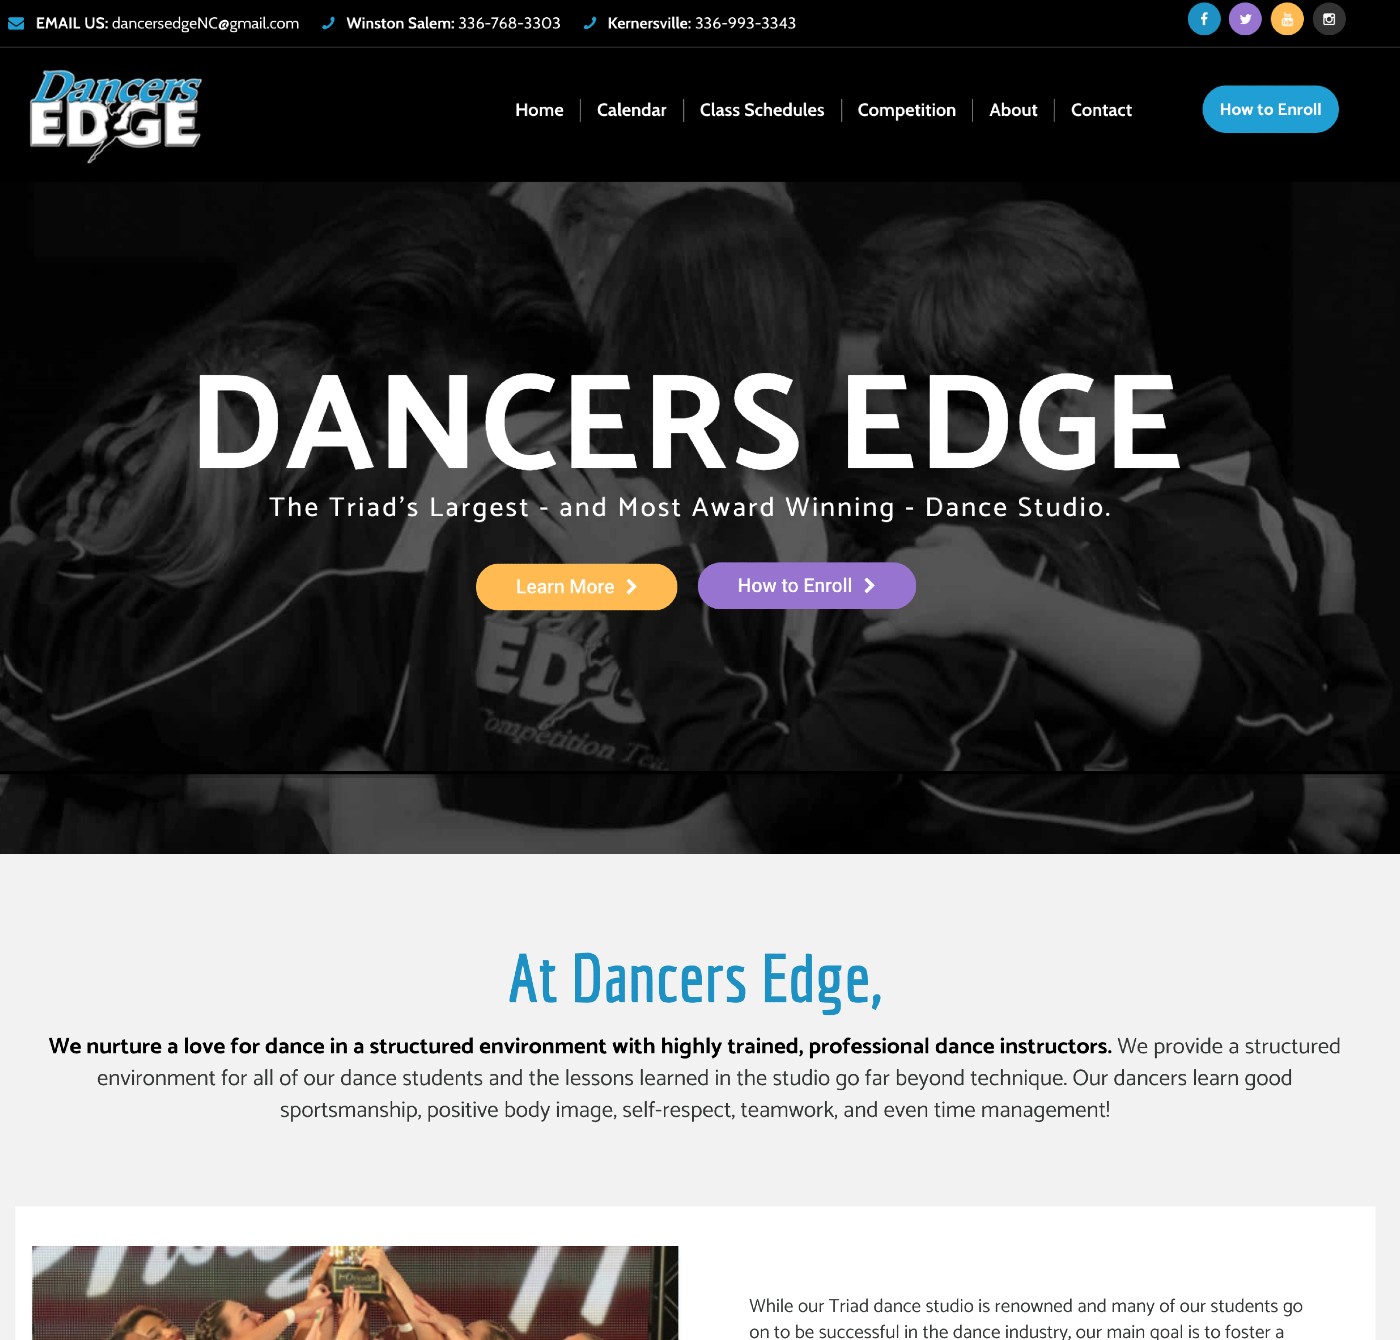 EMAIL US: dancersedgeNC@gmail.com Winston Salem: 336-768-3303 Kernersville: 336-993-3343
Dancers
EDGE
Home Calendar Class Schedules Competition About Contact How to Enroll
DANCERS EDGE
The Triad's Largest - and Most Award Winning - Dance Studio.
Learn More How to Enroll
Dancers
EDGE
ompetition Tea
At Dancers Edge,
We nurture a love for dance in a structured environment with highly trained, professional dance instructors. We provide a structured
environment for all of our dance students and the lessons learned in the studio go far beyond technique. Our dancers learn good
sportsmanship, positive body image, self-respect, teamwork, and even time management!
While our Triad dance studio is renowned and many of our students go
on to be successful in the dance industry, our main goal is to foster a